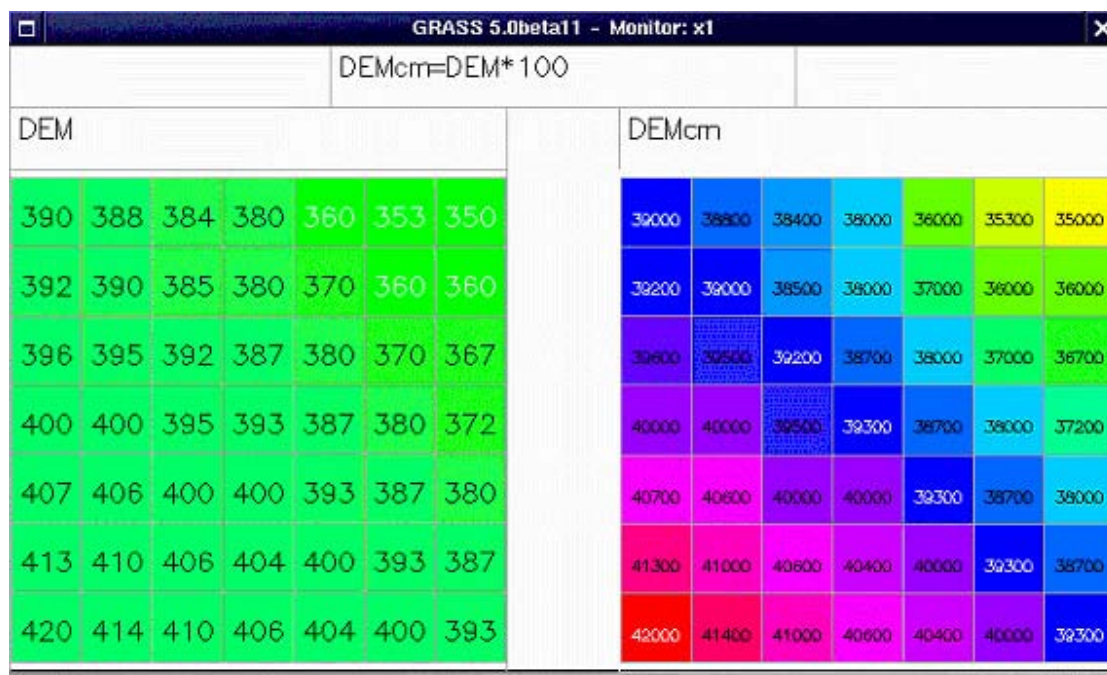 GRASS 5.0beta11 - Monitor: x1
DEMcm=DEM*100
DEM
390 388 384 380 360 353 350
392 390 385 380 370 360 360
396 395 392 387 380 370 367
400 400 395 393 387 380 372
407 406 400 400 393 387 380
413 410 406 404 400 393 387
420 414 410 406 404 400 393
DEMcm
39000 38800 38400 38000 36000 35300 35000
39200 39000 38500 38000 37000 36000 36000
39600 39500 39200 38700 38000 37000 36700
40000 40000 39500 39300 38700 38000 37200
40700 40600 40000 40000 39300 38700 38000
41300 41000 40600 40400 40000 39300 38700
42000 41400 41000 40600 40400 40000 39300